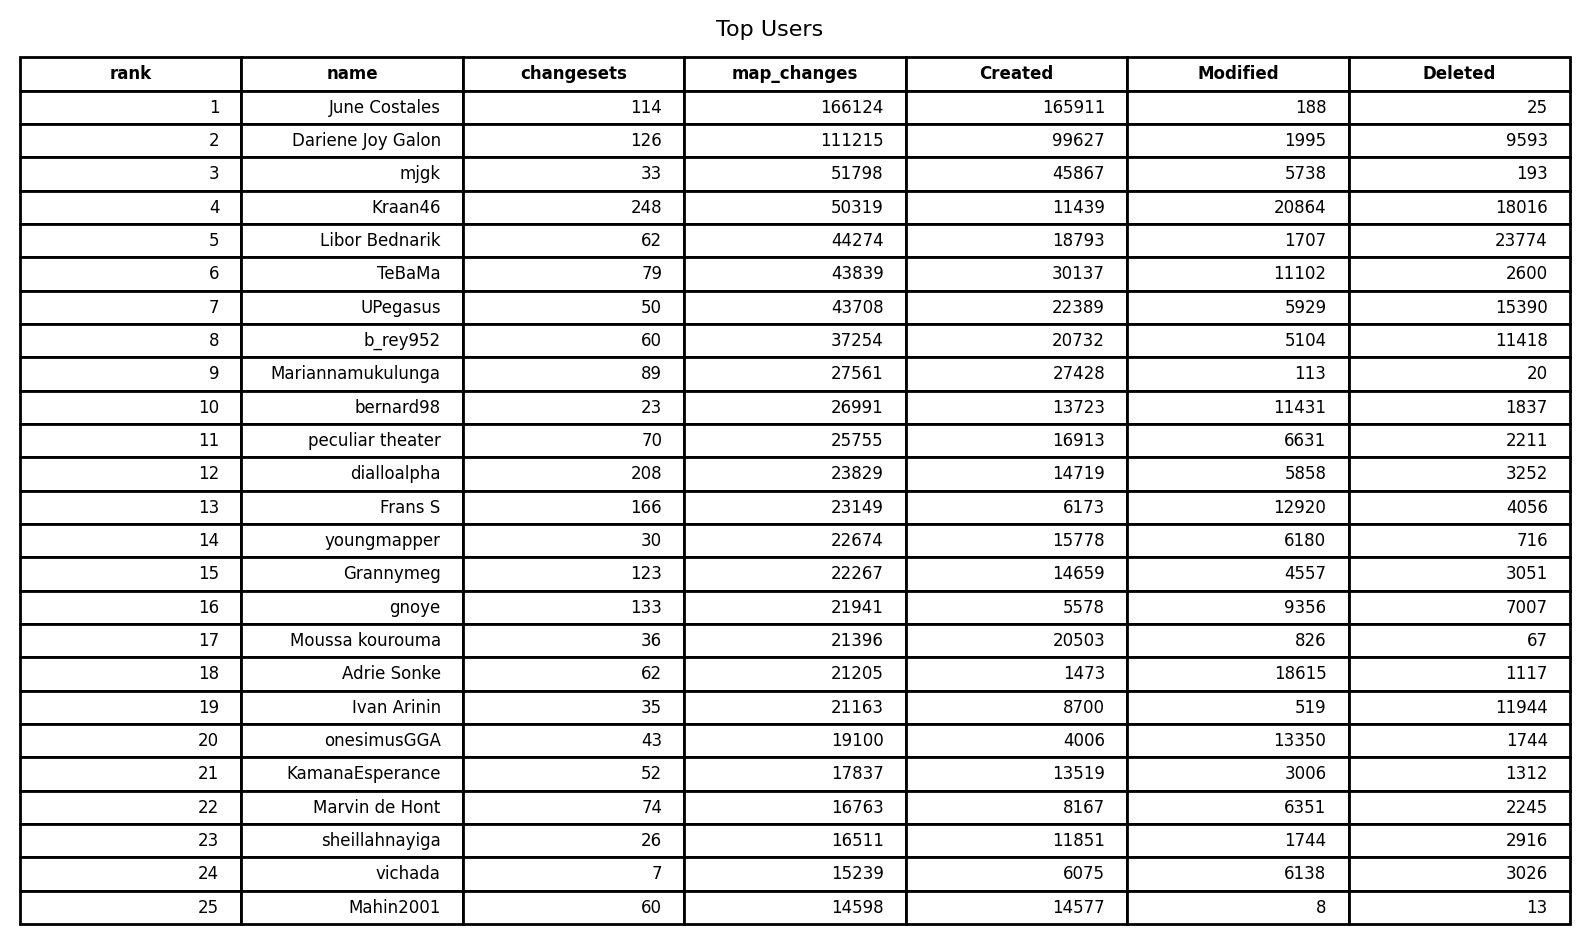 Top Users
rank name changesets map_changes Created Modified Deleted
1 June Costales 114 166124 165911 188 25
2 Dariene Joy Galon 126 111215 99627 1995 9593
3 mjgk 33 51798 45867 5738 193
4 Kraan46 248 50319 11439 20864 18016
5 Libor Bednarik 62 44274 18793 1707 23774
6 TeBaMa 79 43839 30137 11102 2600
7 UPegasus 50 43708 22389 5929 15390
8 b_rey952 60 37254 20732 5104 11418
9 Mariannamukulunga 89 27561 27428 113 20
10 bernard98 23 26991 13723 11431 1837
11 peculiar theater 70 25755 16913 6631 2211
12 dialloalpha 208 23829 14719 5858 3252
13 Frans S 166 23149 6173 12920 4056
14 youngmapper 30 22674 15778 6180 716
15 Grannymeg 123 22267 14659 4557 3051
16 gnoye 133 21941 5578 9356 7007
17 Moussa kourouma 36 21396 20503 826 67
18 Adrie Sonke 62 21205 1473 18615 1117
19 Ivan Arinin 35 21163 8700 519 11944
20 onesimusGGA 43 19100 4006 13350 1744
21 KamanaEsperance 52 17837 13519 3006 1312
22 Marvin de Hont 74 16763 8167 6351 2245
23 sheillahnayiga 26 16511 11851 1744 2916
24 vichada 7 15239 6075 6138 3026
25 Mahin2001 60 14598 14577 8 13